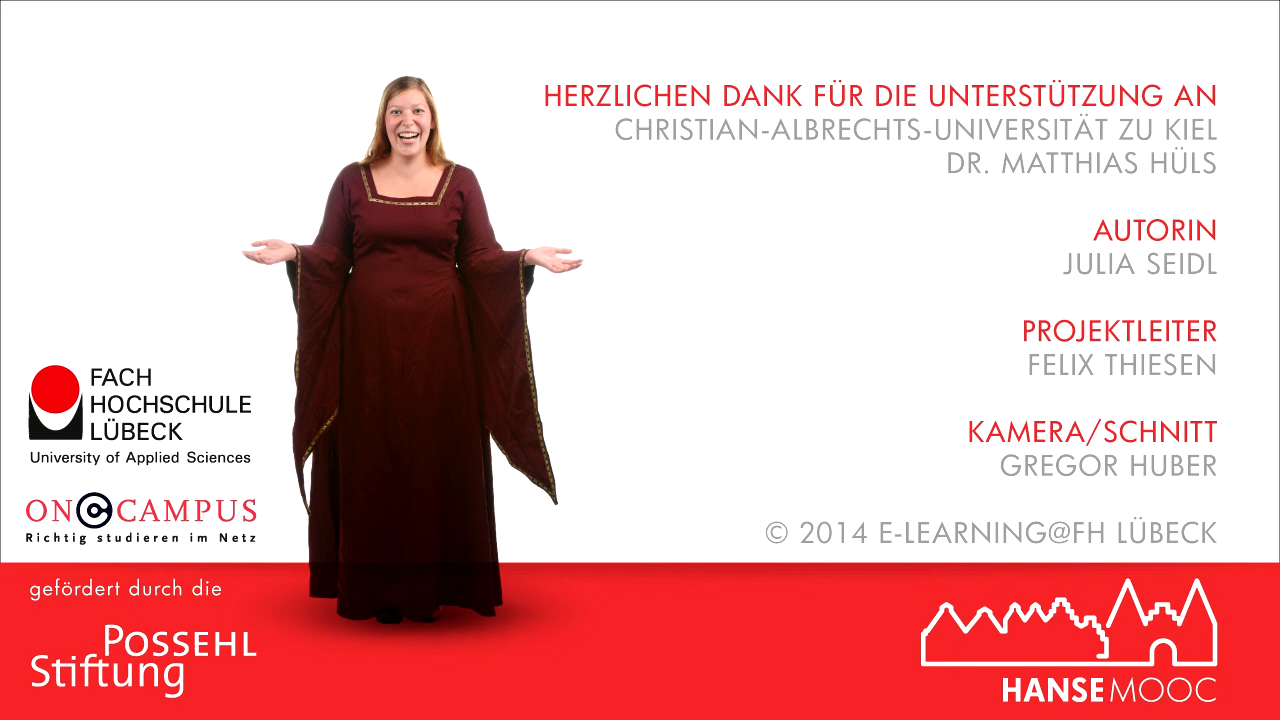 HERZLICHEN DANK FÜR DIE UNTERSTÜTZUNG AN
CHRISTIAN-ALBRECHTS-UNIVERSITÄT ZU KIEL
DR. MATTHIAS HÜLS
AUTORIN
JULIA SEIDL
PROJEKTLEITER
FELIX THIESEN
KAMERA/SCHNITT
GREGOR HUBER
© 2014 E-LEARNING@FH LÜBECK
FACH
HOCHSCHULE
LÜBECK
University of Applied Sciences
ONCAMPUS
Richtig studieren im Netz
gefördert durch die
POSSEHL
Stiftung
HANSEMOOC